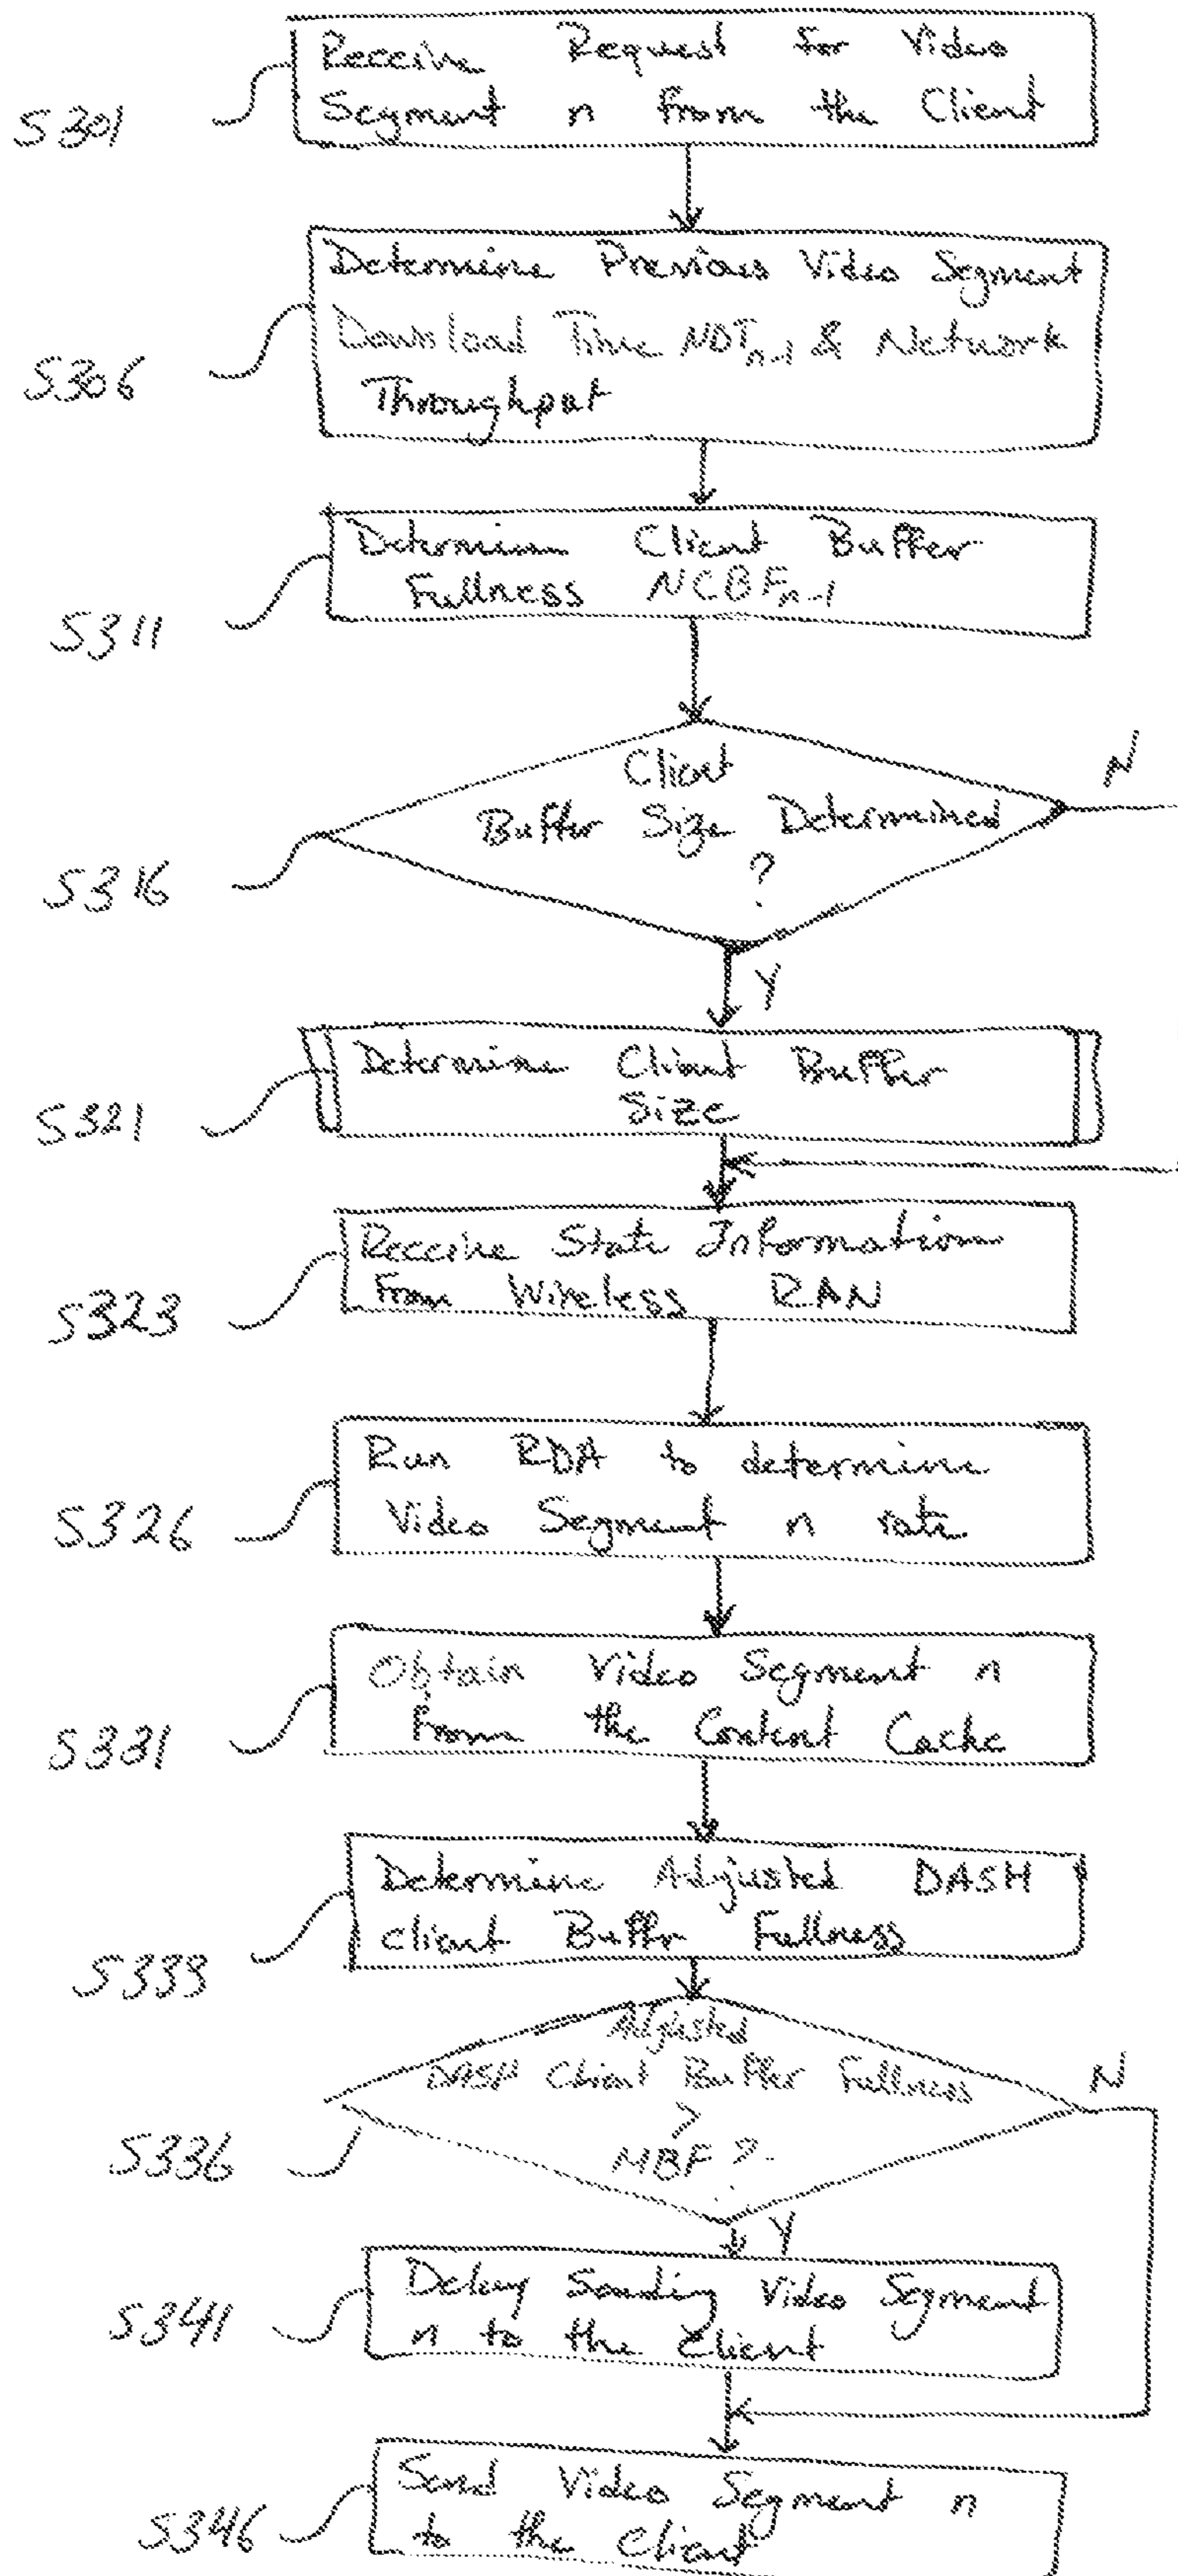 Receive Request for Video
Segment n from the Client
S301
Determine Previous Video Segment
Download Time NDTn-1 & Network
Throughput
S306
Determine Client Buffer
Fullness NCBFn-1
S311
Client
Buffer Size Determined
?
N
S316
Y
Determine Client Buffer
Size
S321
Receive State Information
From Wireless RAN
S323
Run RDA to determine
Video Segment n rate
S326
Obtain Video Segment n
from the Content Cache
S331
Determine Adjusted DASH
client Buffr Fullness
S333
Adjusted
DASH Client Buffer Fullness
>
MBF ?
N
S336
Y
Delay Sending Video Segment
n to the Client
S341
Send Video Segment n
to the Client
S346